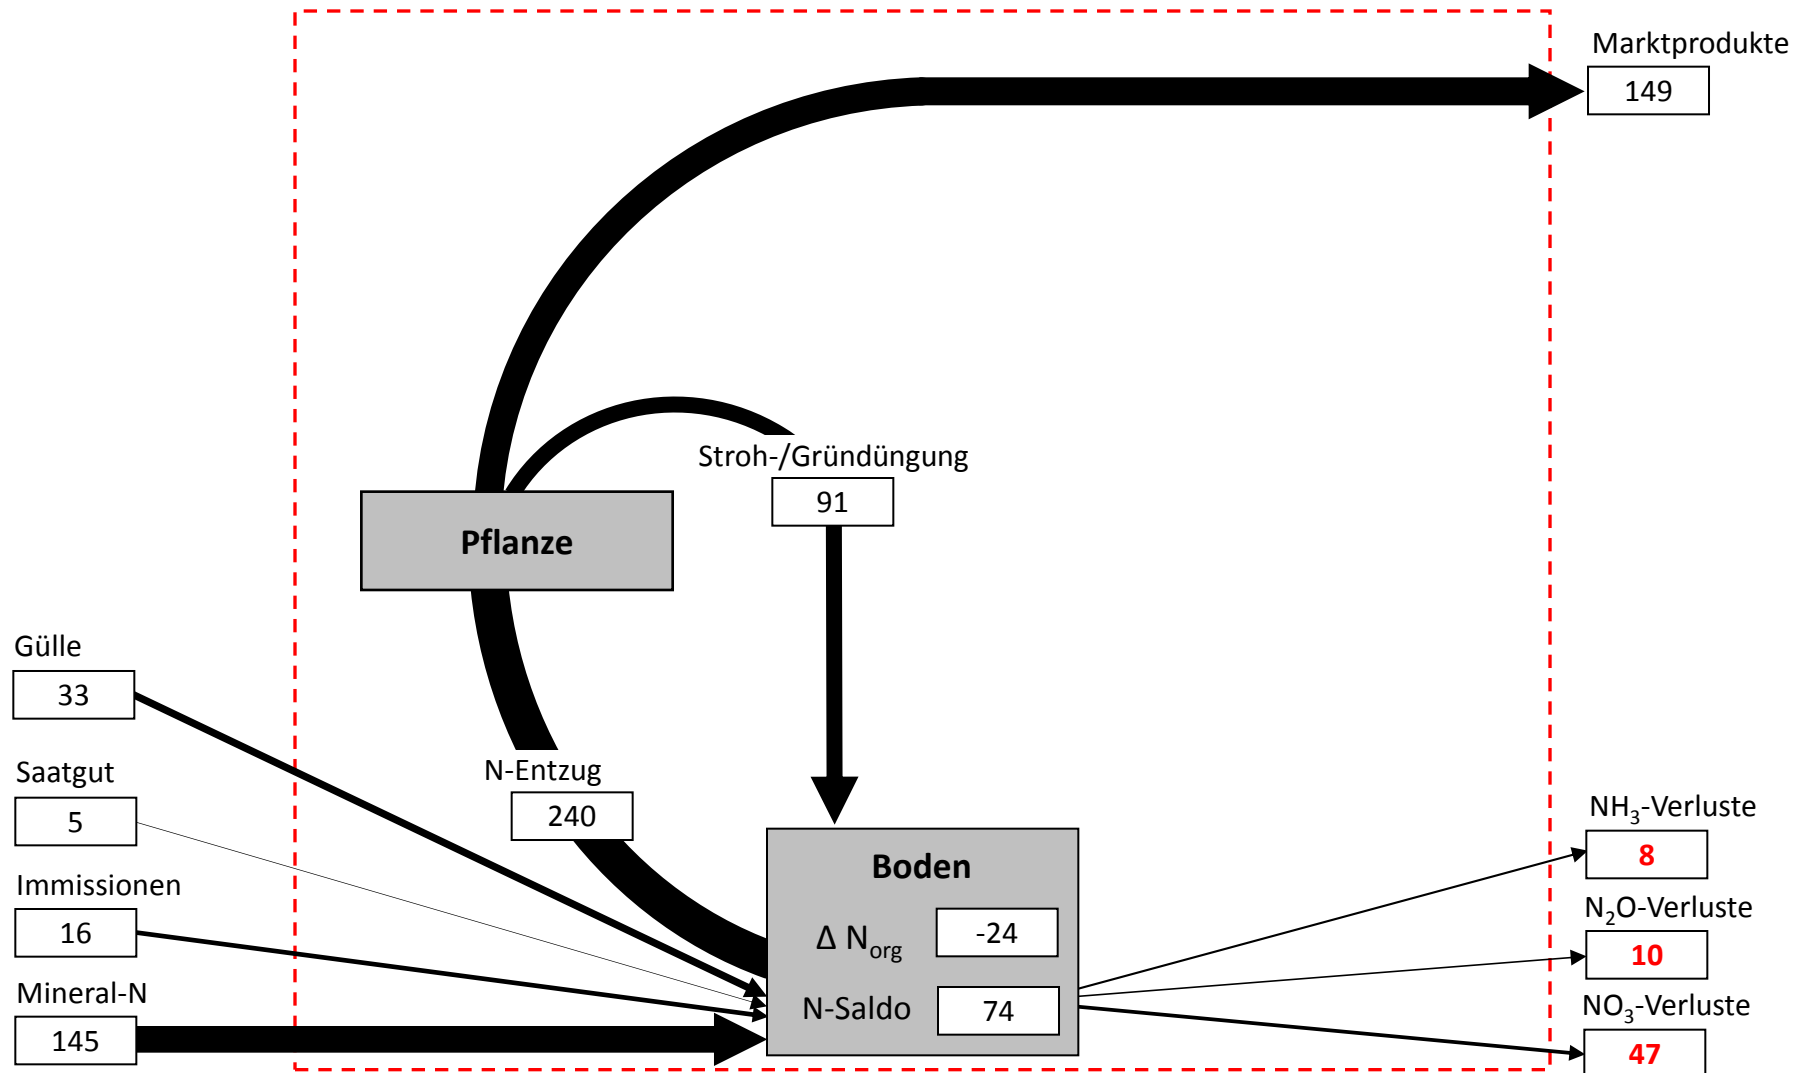 Marktprodukte
149
Stroh-/Gründüngung
91
Pflanze
Gülle
33
N-Entzug
240
Saatgut
5
Immissionen
16
Mineral-N
145
Boden
Δ N_org -24
N-Saldo 74
NH₃-Verluste
8
N₂O-Verluste
10
NO₃-Verluste
47